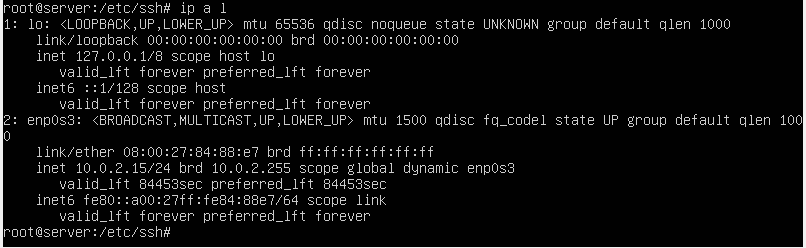 root@server:/etc/ssh# ip a l
1: lo: <LOOPBACK,UP,LOWER_UP> mtu 65536 qdisc noqueue state UNKNOWN group default qlen 1000
    link/loopback 00:00:00:00:00:00 brd 00:00:00:00:00:00
    inet 127.0.0.1/8 scope host lo
       valid_lft forever preferred_lft forever
    inet6 ::1/128 scope host
       valid_lft forever preferred_lft forever
2: enp0s3: <BROADCAST,MULTICAST,UP,LOWER_UP> mtu 1500 qdisc fq_codel state UP group default qlen 100
0
    link/ether 08:00:27:84:88:e7 brd ff:ff:ff:ff:ff:ff
    inet 10.0.2.15/24 brd 10.0.2.255 scope global dynamic enp0s3
       valid_lft 84453sec preferred_lft 84453sec
    inet6 fe80::a00:27ff:fe84:88e7/64 scope link
       valid_lft forever preferred_lft forever
root@server:/etc/ssh#